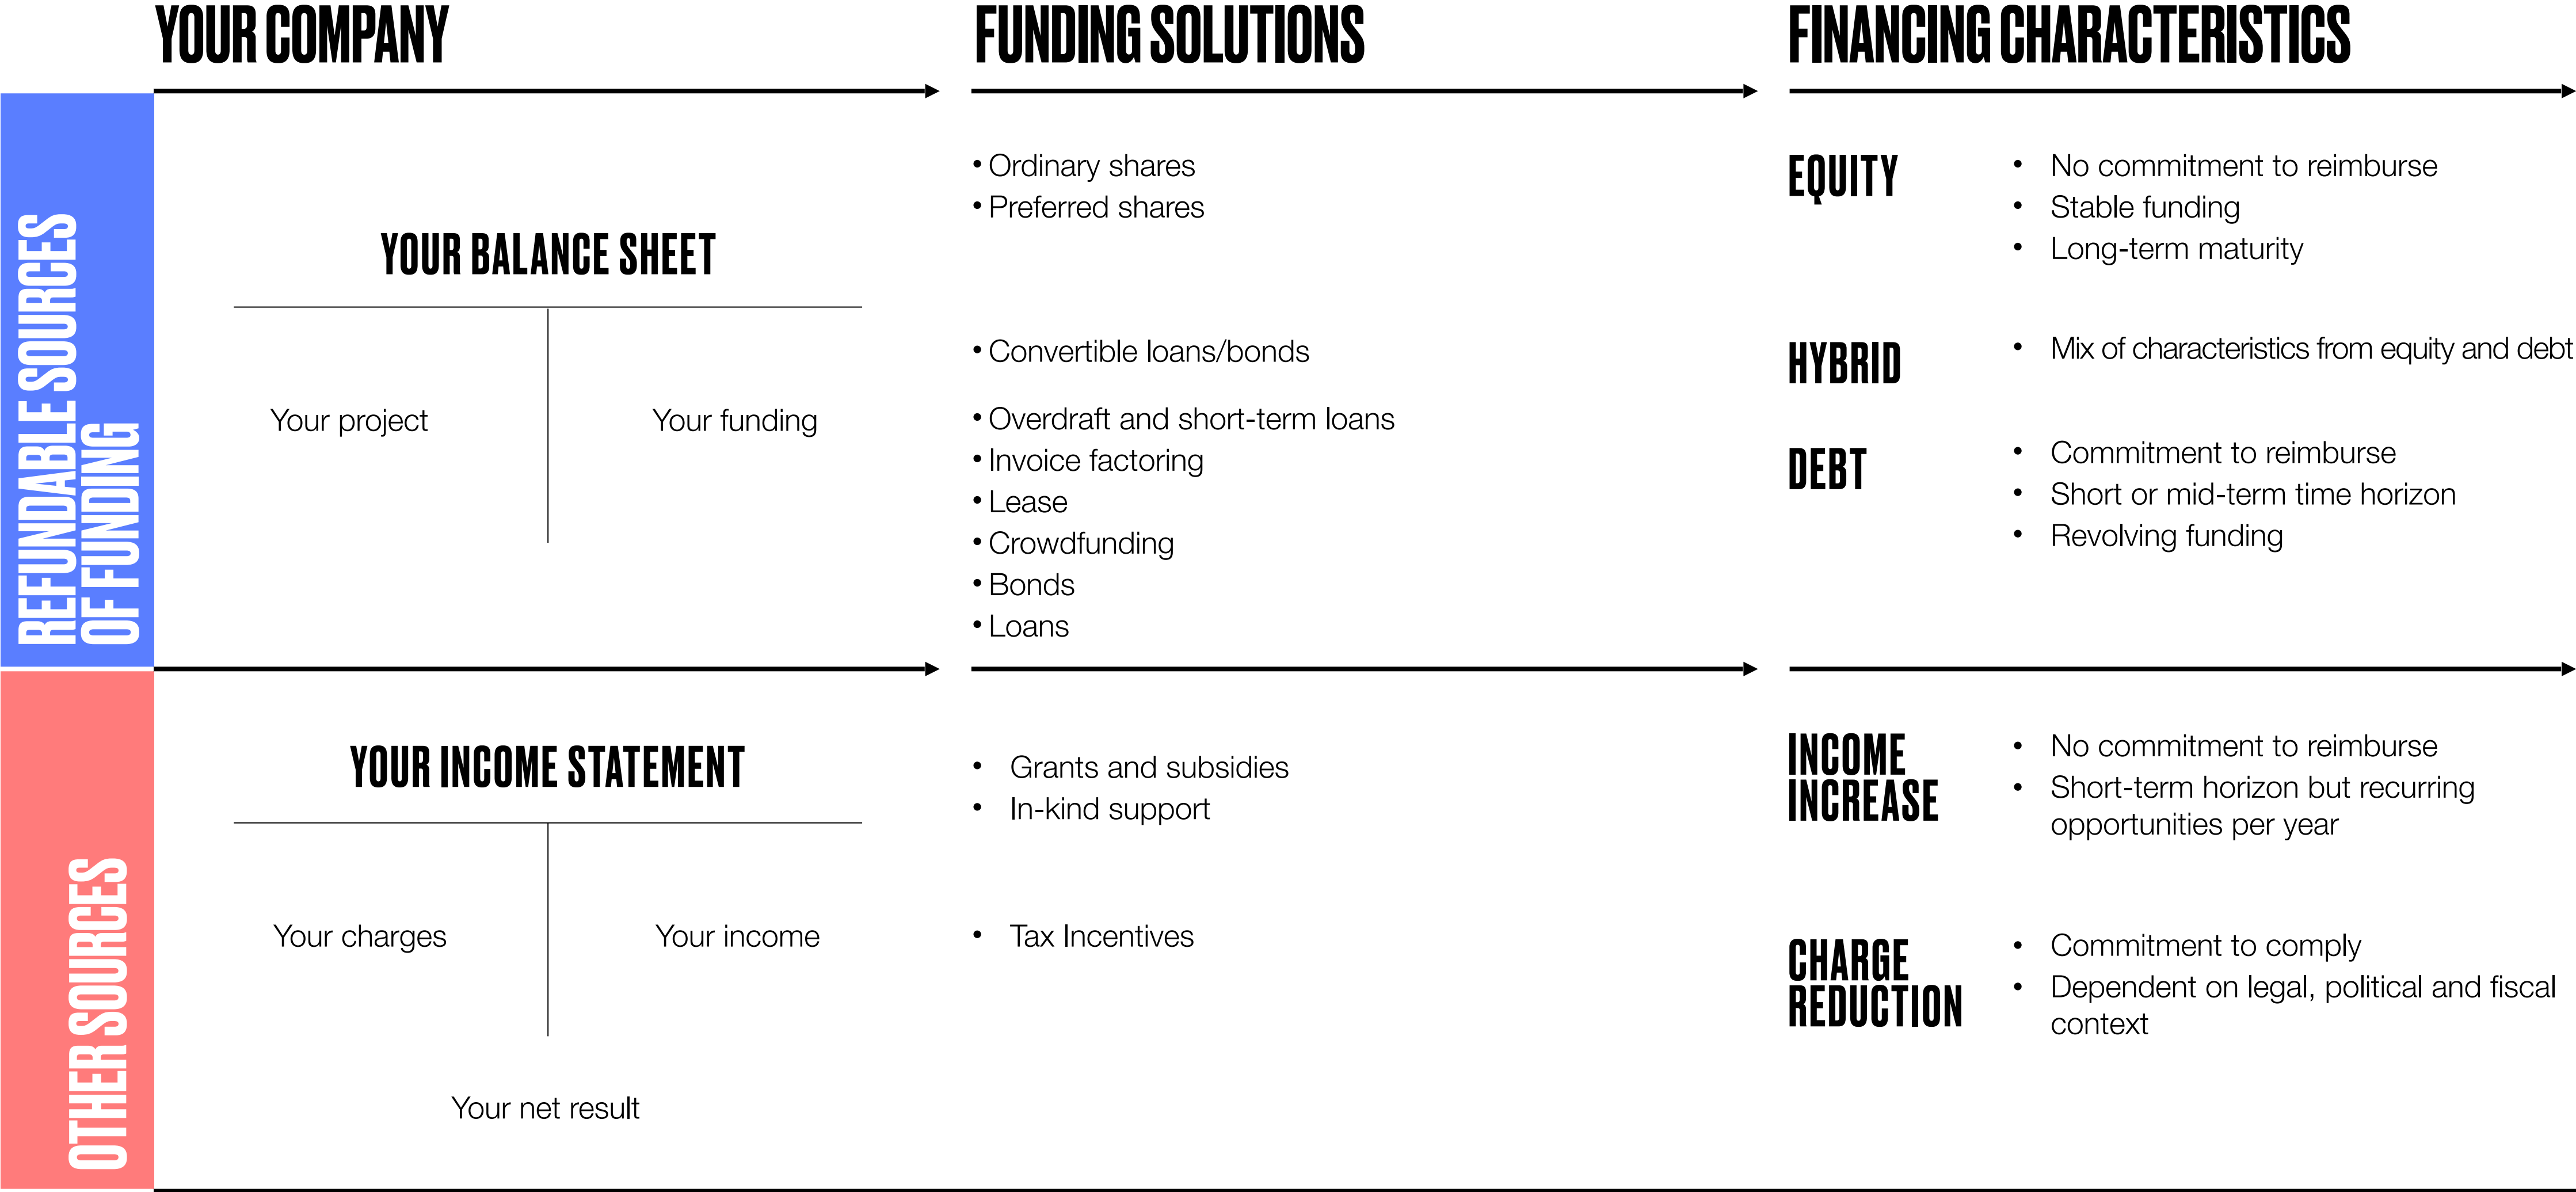 YOUR COMPANY
FUNDING SOLUTIONS
FINANCING CHARACTERISTICS
REFUNDABLE SOURCES
OF FUNDING
YOUR BALANCE SHEET
Your project
Your funding
• Ordinary shares
• Preferred shares
• Convertible loans/bonds
• Overdraft and short-term loans
• Invoice factoring
• Lease
• Crowdfunding
• Bonds
• Loans
EQUITY
• No commitment to reimburse
• Stable funding
• Long-term maturity
HYBRID
• Mix of characteristics from equity and debt
DEBT
• Commitment to reimburse
• Short or mid-term time horizon
• Revolving funding
OTHER SOURCES
YOUR INCOME STATEMENT
Your charges
Your income
Your net result
• Grants and subsidies
• In-kind support
• Tax Incentives
INCOME
INCREASE
• No commitment to reimburse
• Short-term horizon but recurring
opportunities per year
CHARGE
REDUCTION
• Commitment to comply
• Dependent on legal, political and fiscal
context